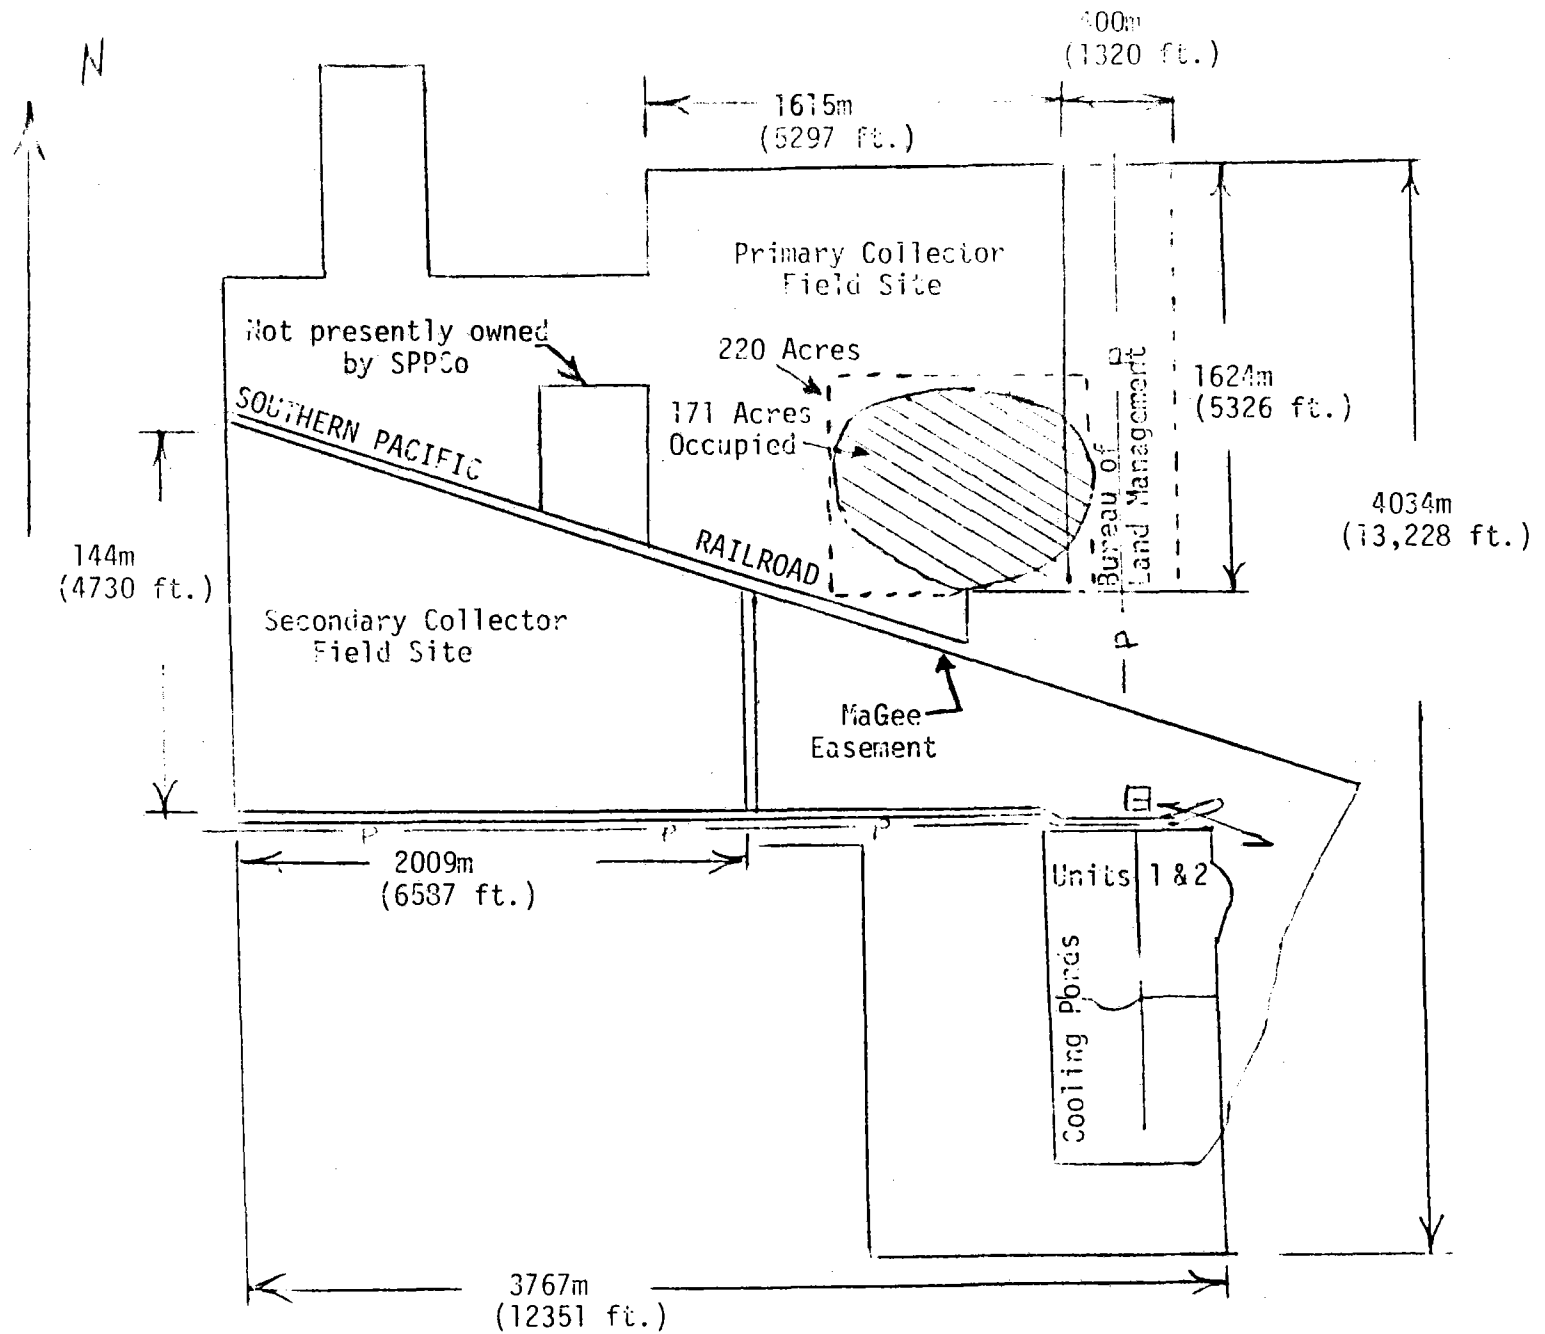 N
400m
(1320 ft.)
1615m
(5297 ft.)
Primary Collector
Field Site
Not presently owned
by SPPCo
220 Acres
171 Acres
Occupied
SOUTHERN PACIFIC
RAILROAD
Bureau of
Land Management
P
1624m
(5326 ft.)
4034m
(13,228 ft.)
144m
(4730 ft.)
Secondary Collector
Field Site
P
MaGee
Easement
P P P
2009m
(6587 ft.)
Units 1 & 2
Cooling Ponds
3767m
(12351 ft.)